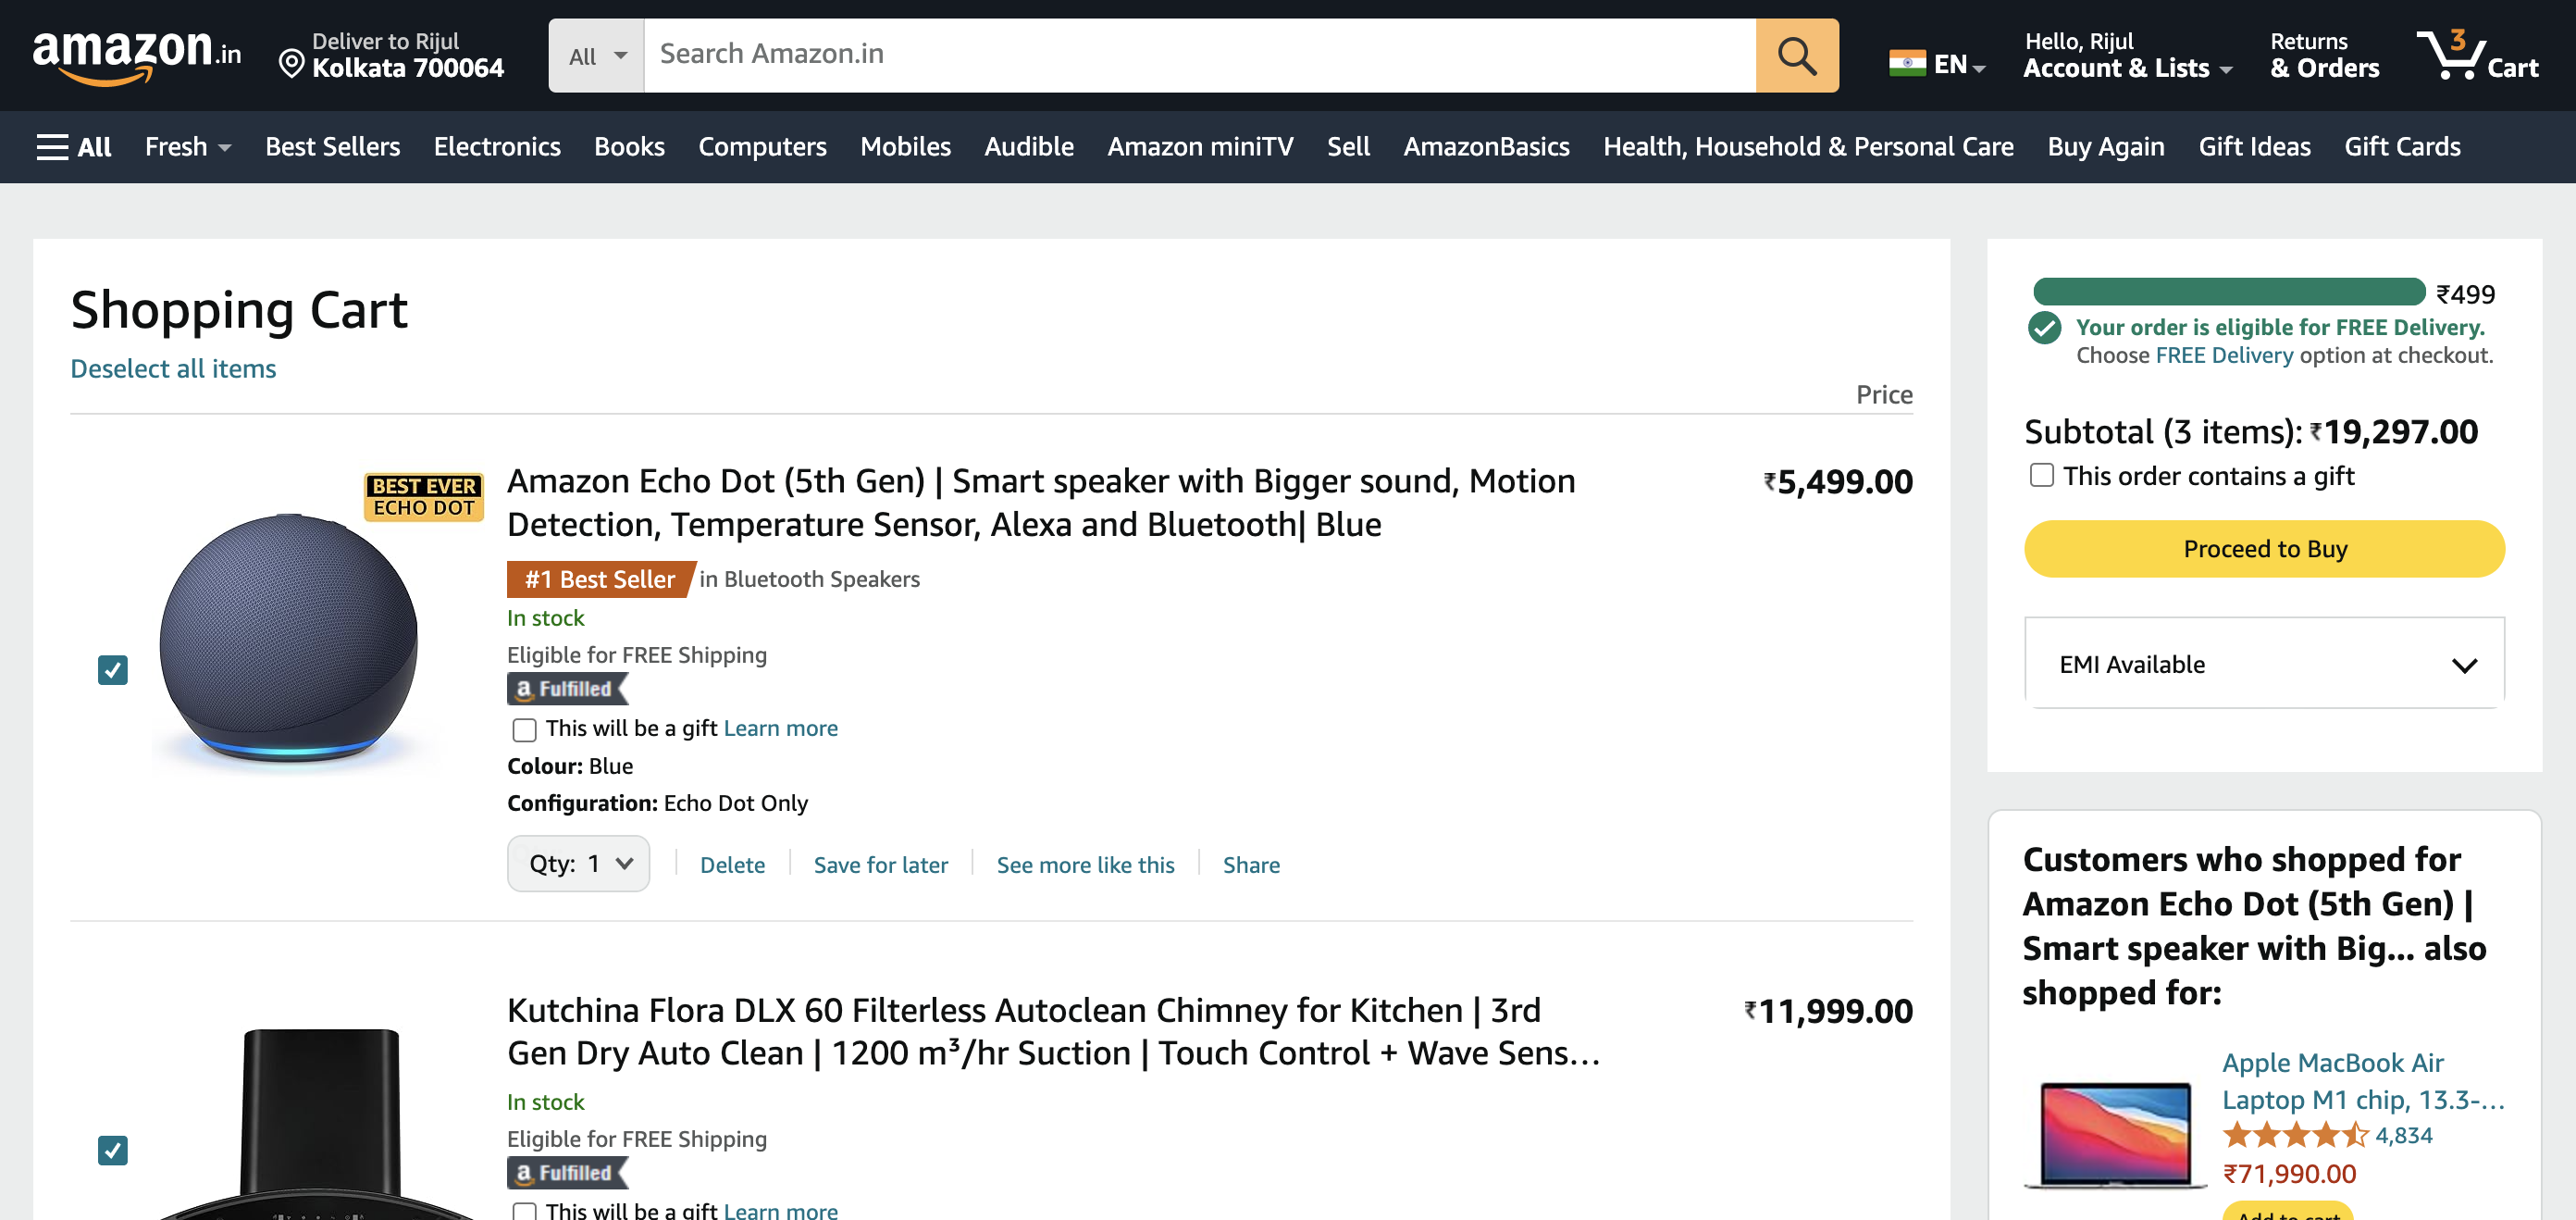 amazon.in
Deliver to Rijul
Kolkata 700064
All
Search Amazon.in
EN
Hello, Rijul
Account & Lists
Returns
& Orders
3
Cart
All
Fresh
Best Sellers
Electronics
Books
Computers
Mobiles
Audible
Amazon miniTV
Sell
AmazonBasics
Health, Household & Personal Care
Buy Again
Gift Ideas
Gift Cards
Shopping Cart
Deselect all items
Price
BEST EVER
ECHO DOT
Amazon Echo Dot (5th Gen) | Smart speaker with Bigger sound, Motion
Detection, Temperature Sensor, Alexa and Bluetooth| Blue
₹5,499.00
#1 Best Seller in Bluetooth Speakers
In stock
Eligible for FREE Shipping
a Fulfilled
This will be a gift Learn more
Colour: Blue
Configuration: Echo Dot Only
Qty: 1
Delete
Save for later
See more like this
Share
Kutchina Flora DLX 60 Filterless Autoclean Chimney for Kitchen | 3rd
Gen Dry Auto Clean | 1200 m³/hr Suction | Touch Control + Wave Sens…
₹11,999.00
In stock
Eligible for FREE Shipping
a Fulfilled
This will be a gift Learn more
₹499
Your order is eligible for FREE Delivery.
Choose FREE Delivery option at checkout.
Subtotal (3 items): ₹19,297.00
This order contains a gift
Proceed to Buy
EMI Available
Customers who shopped for
Amazon Echo Dot (5th Gen) |
Smart speaker with Big... also
shopped for:
Apple MacBook Air
Laptop M1 chip, 13.3-…
4,834
₹71,990.00
Add to cart